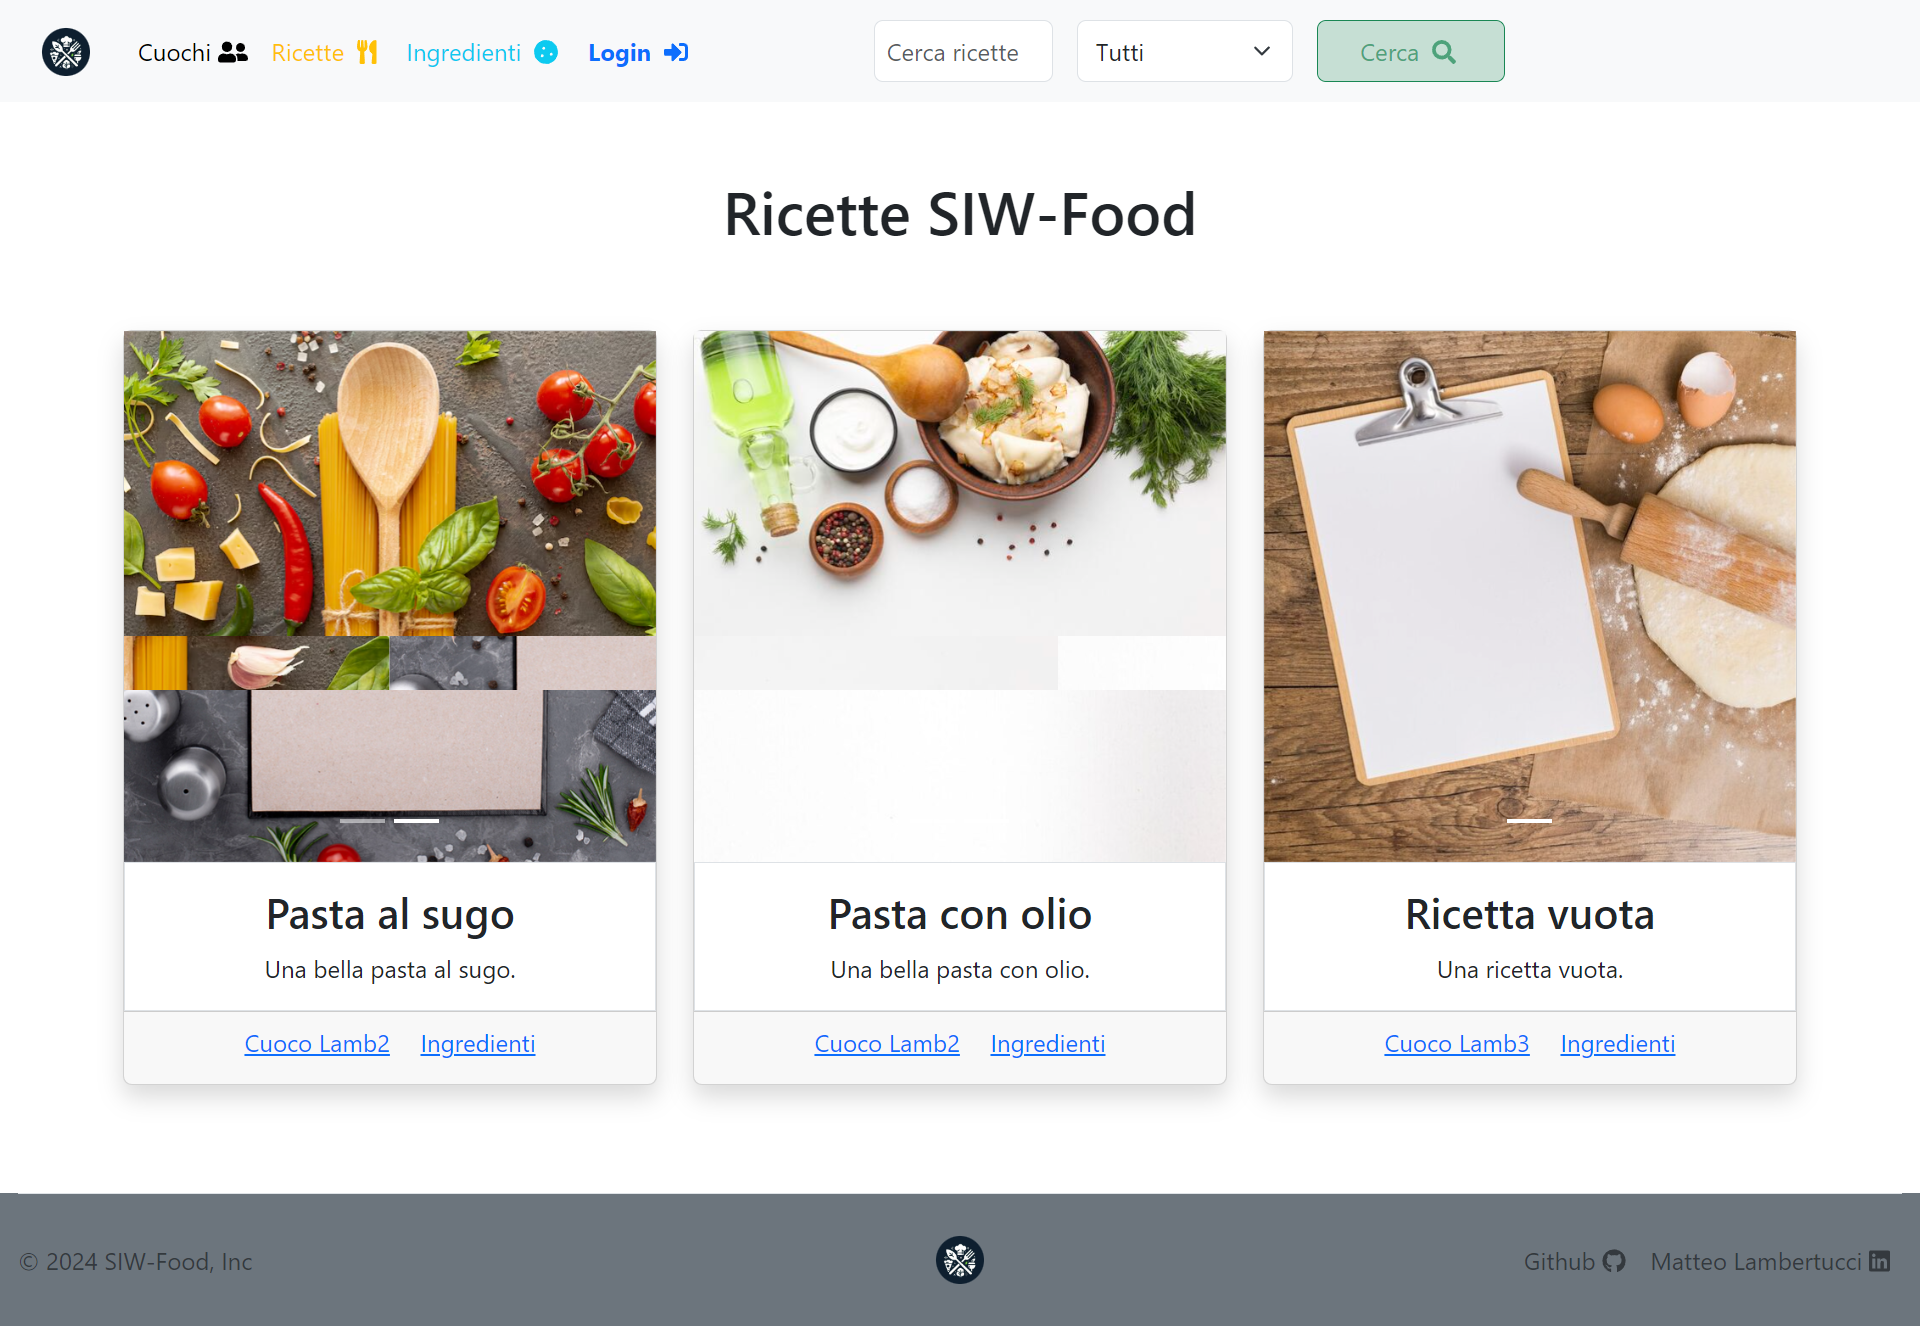 Cuochi Ricette Ingredienti Login Cerca ricette Tutti Cerca
Ricette SIW-Food
Pasta al sugo
Una bella pasta al sugo.
Cuoco Lamb2 Ingredienti
Pasta con olio
Una bella pasta con olio.
Cuoco Lamb2 Ingredienti
Ricetta vuota
Una ricetta vuota.
Cuoco Lamb3 Ingredienti
© 2024 SIW-Food, Inc
Github Matteo Lambertucci